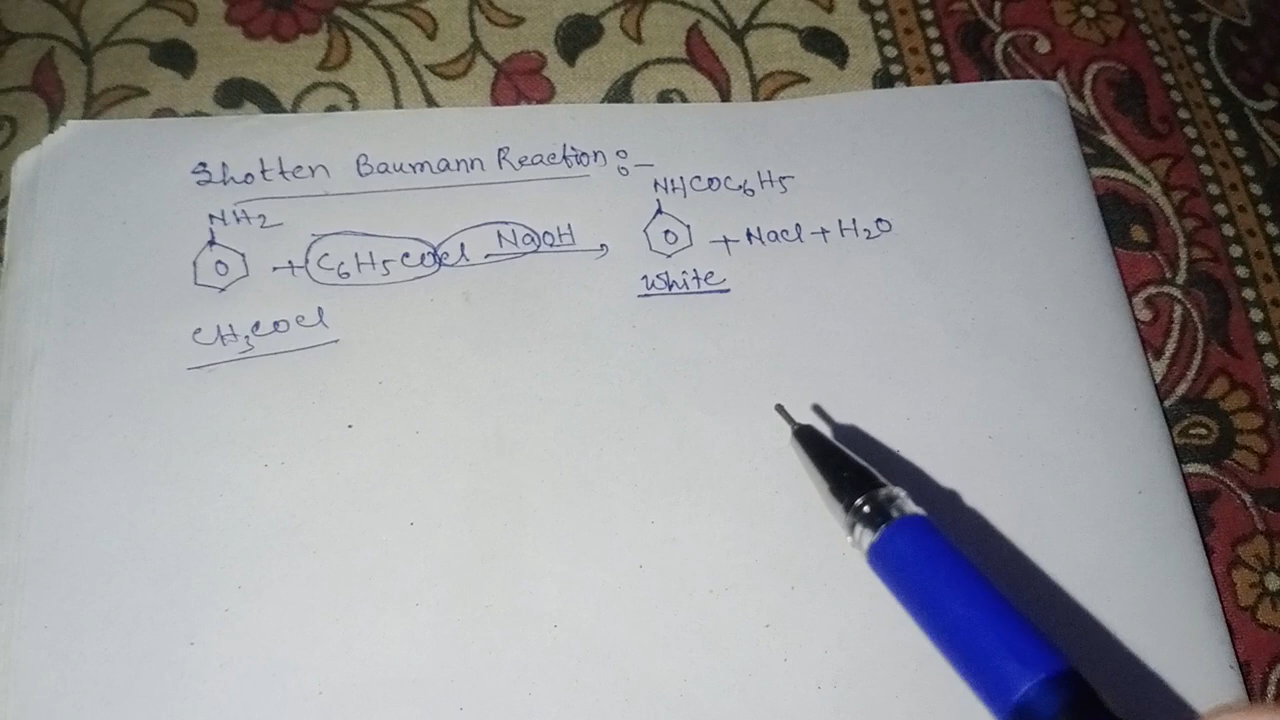 Shotten Baumann Reaction :-
NH2 NHCOC6H5
+ C6H5COCl NaOH → + NaCl + H2O
White
CH3COCl